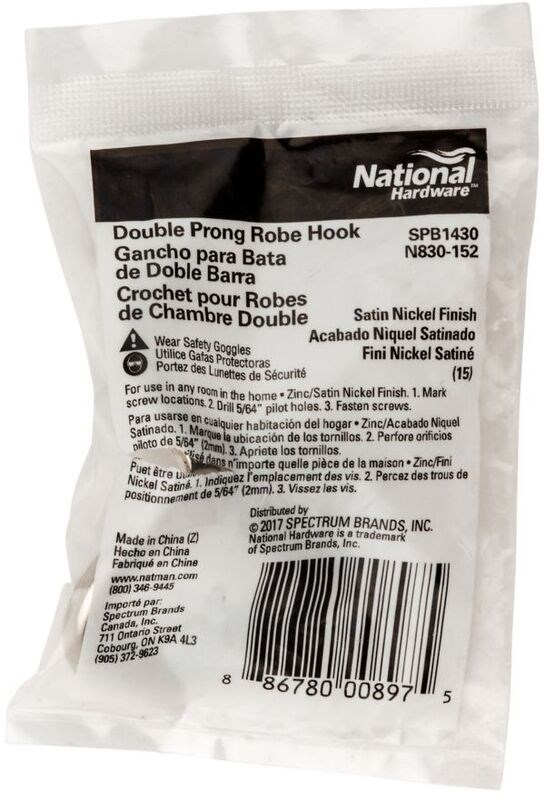 National
Hardware™
Double Prong Robe Hook
Gancho para Bata
de Doble Barra
Crochet pour Robes
de Chambre Double
SPB1430
N830-152
Satin Nickel Finish
Acabado Niquel Satinado
Fini Nickel Satiné
(15)
Wear Safety Goggles
Utilice Gafas Protectoras
Portez des Lunettes de Sécurité
For use in any room in the home • Zinc/Satin Nickel Finish. 1. Mark
screw locations. 2. Drill 5/64" pilot holes. 3. Fasten screws.
Para usarse en cualquier habitación del hogar • Zinc/Acabado Niquel
Satinado. 1. Marque la ubicación de los tornillos. 2. Perfore orificios
piloto de 5/64" (2mm). 3. Apriete los tornillos.
Puet être dans n'importe quelle pièce de la maison • Zinc/Fini
Nickel Satiné. 1. Indiquez l'emplacement des vis. 2. Percez des trous de
positionnement de 5/64" (2mm). 3. Vissez les vis.
Distributed by
© 2017 SPECTRUM BRANDS, INC.
National Hardware is a trademark
of Spectrum Brands, Inc.
Made in China (Z)
Hecho en China
Fabriqué en Chine
www.natman.com
(800) 346-9445
Importé par:
Spectrum Brands
Canada, Inc.
711 Ontario Street
Cobourg, ON K9A 4L3
(905) 372-9623
8 86780 00897 5